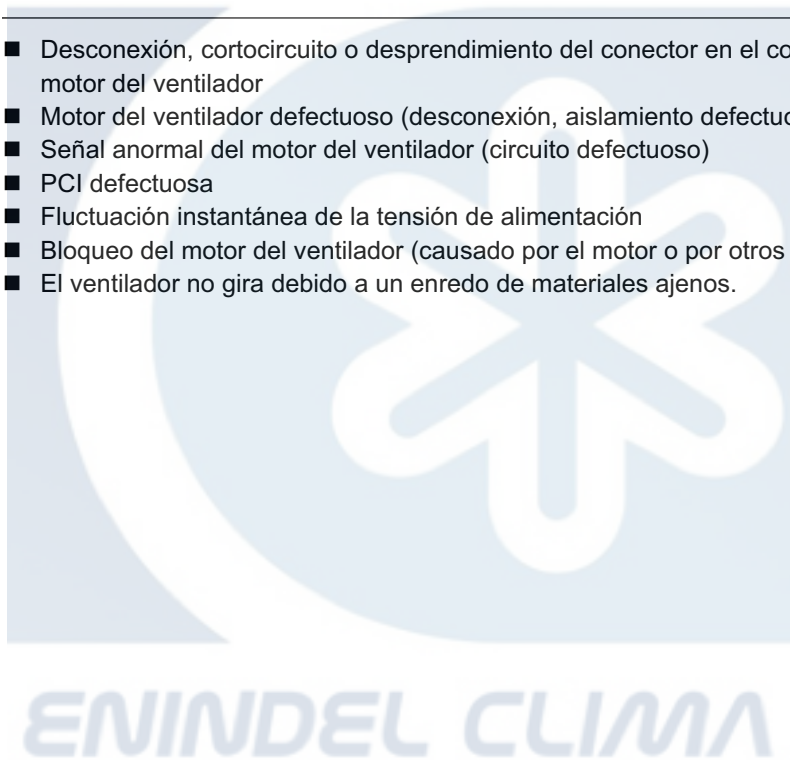 ■ Desconexión, cortocircuito o desprendimiento del conector en el
motor del ventilador
■ Motor del ventilador defectuoso (desconexión, aislamiento
■ Señal anormal del motor del ventilador (circuito defectuoso)
■ PCI defectuosa
■ Fluctuación instantánea de la tensión de alimentación
■ Bloqueo del motor del ventilador (causado por el motor o por otros
■ El ventilador no gira debido a un enredo de materiales ajenos.
ENINDEL CLIMA